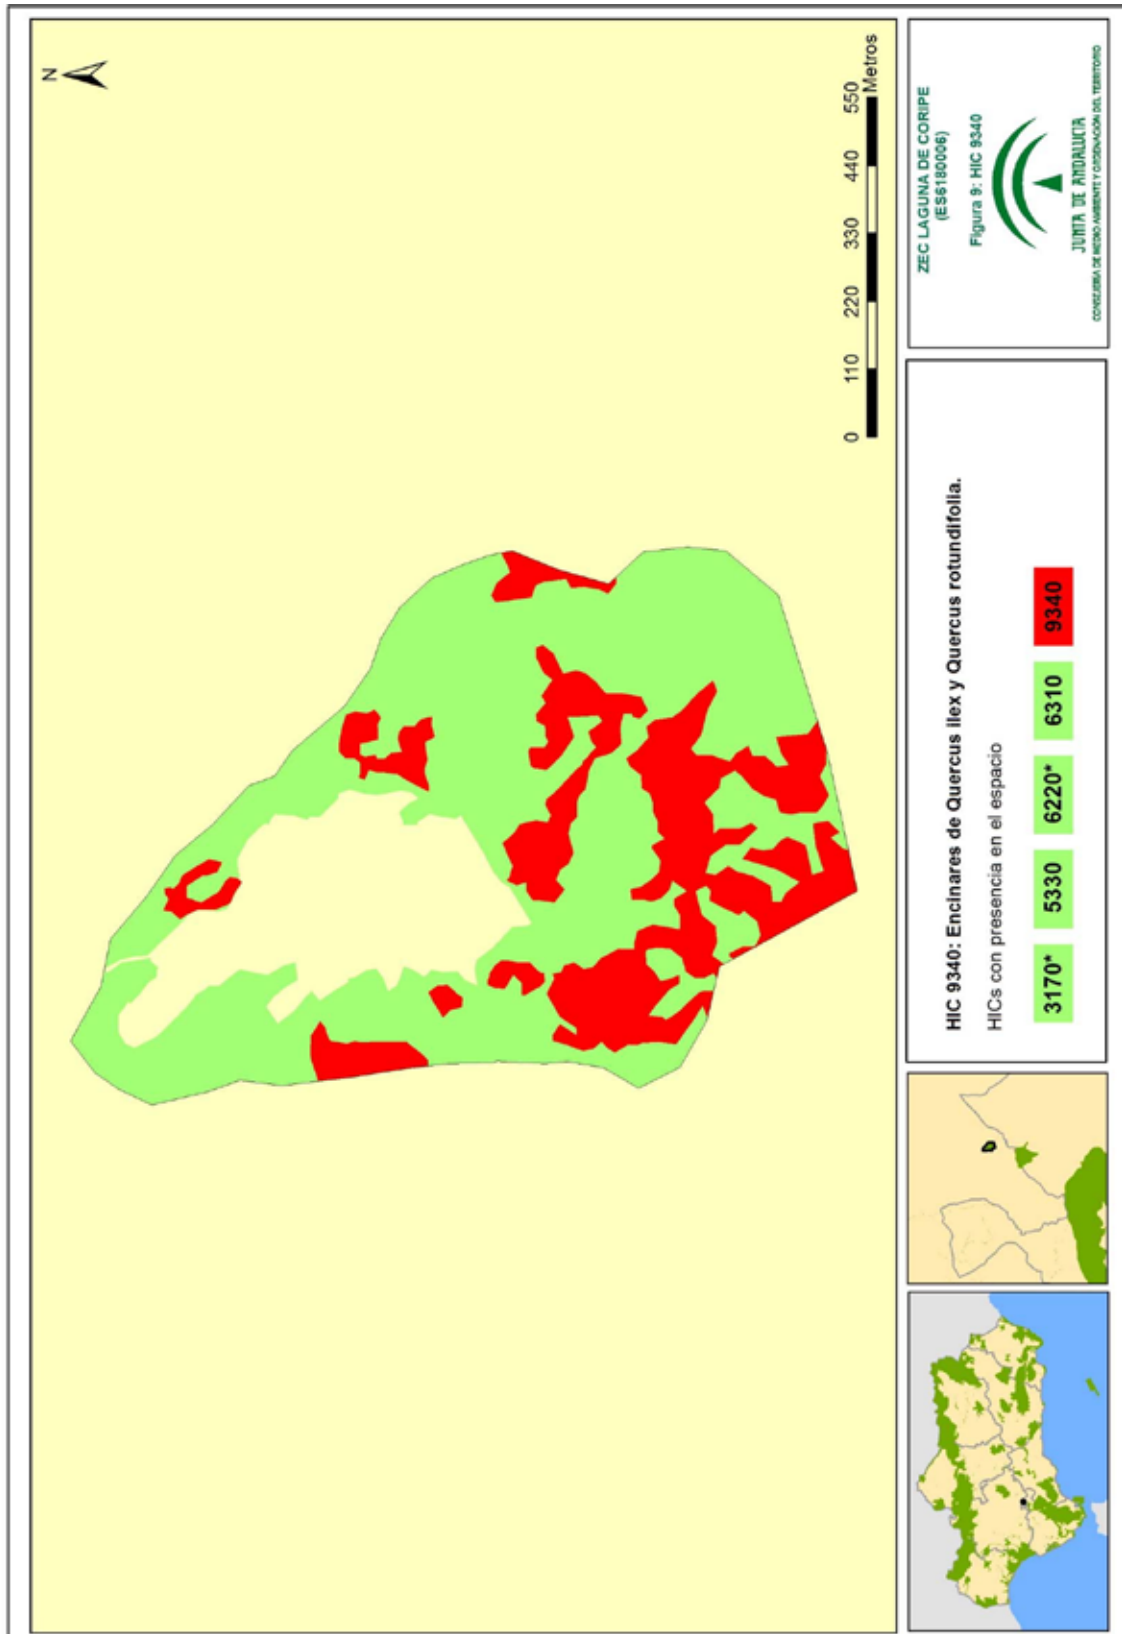 N
0 110 220 330 440 550
Metros
HIC 9340: Encinares de Quercus ilex y Quercus rotundifolia.
HICs con presencia en el espacio
3170* 5330 6220* 6310 9340
ZEC LAGUNA DE CORIPE
(ES6180006)
Figura 9: HIC 9340
JUNTA DE ANDALUCIA
CONSEJERÍA DE MEDIO AMBIENTE Y ORDENACIÓN DEL TERRITORIO